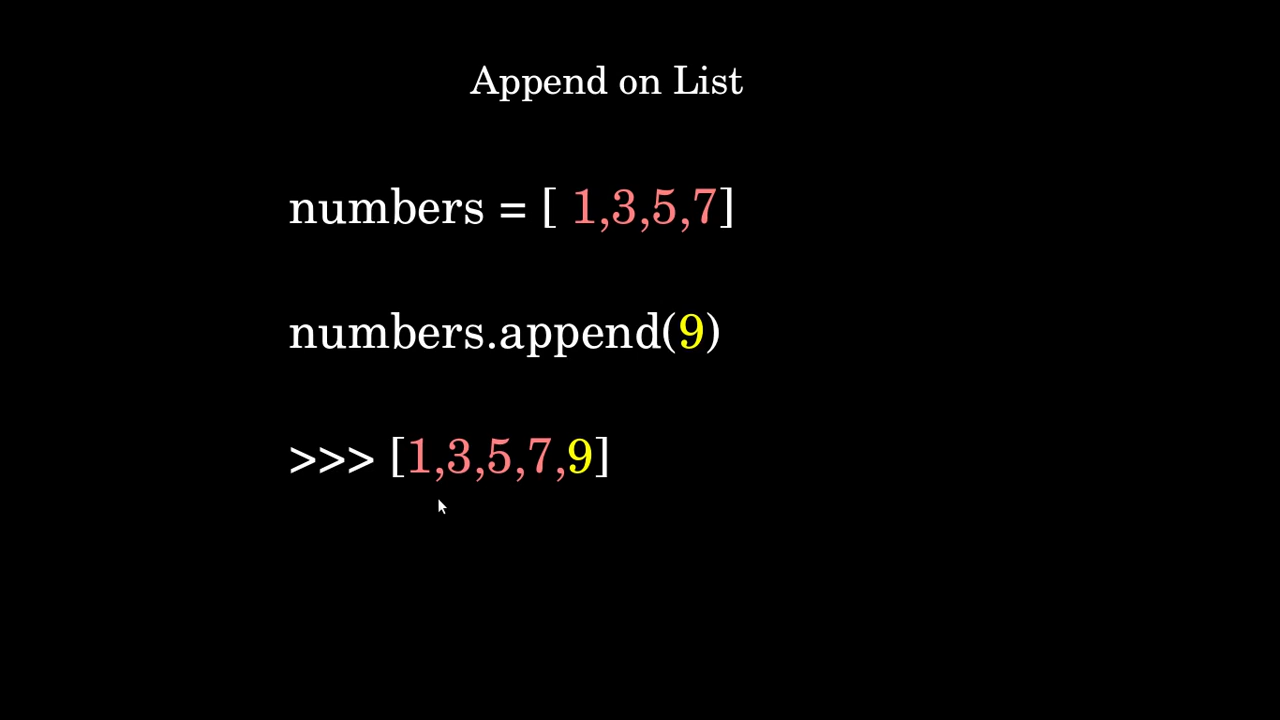 Append on List
numbers = [ 1,3,5,7]
numbers.append(9)
>>> [1,3,5,7,9]